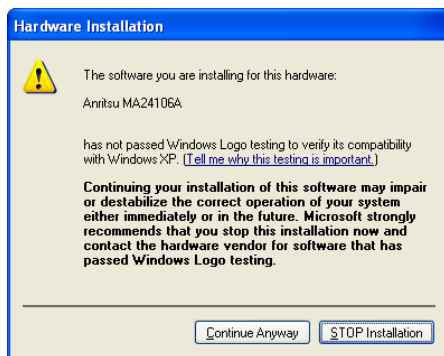 Hardware Installation
The software you are installing for this hardware:
Anritsu MA24106A
has not passed Windows Logo testing to verify its compatibility
with Windows XP. (Tell me why this testing is important.)
Continuing your installation of this software may impair
or destabilize the correct operation of your system
either immediately or in the future. Microsoft strongly
recommends that you stop this installation now and
contact the hardware vendor for software that has
passed Windows Logo testing.
Continue Anyway STOP Installation